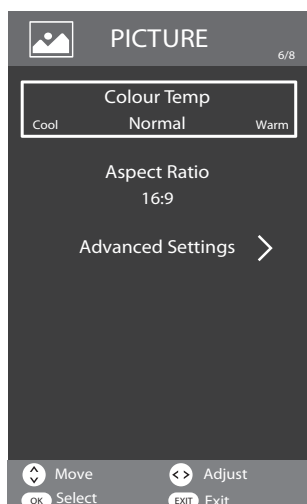 PICTURE
6/8
Colour Temp
Cool Normal Warm
Aspect Ratio
16:9
Advanced Settings
Move Adjust
OK Select EXIT Exit